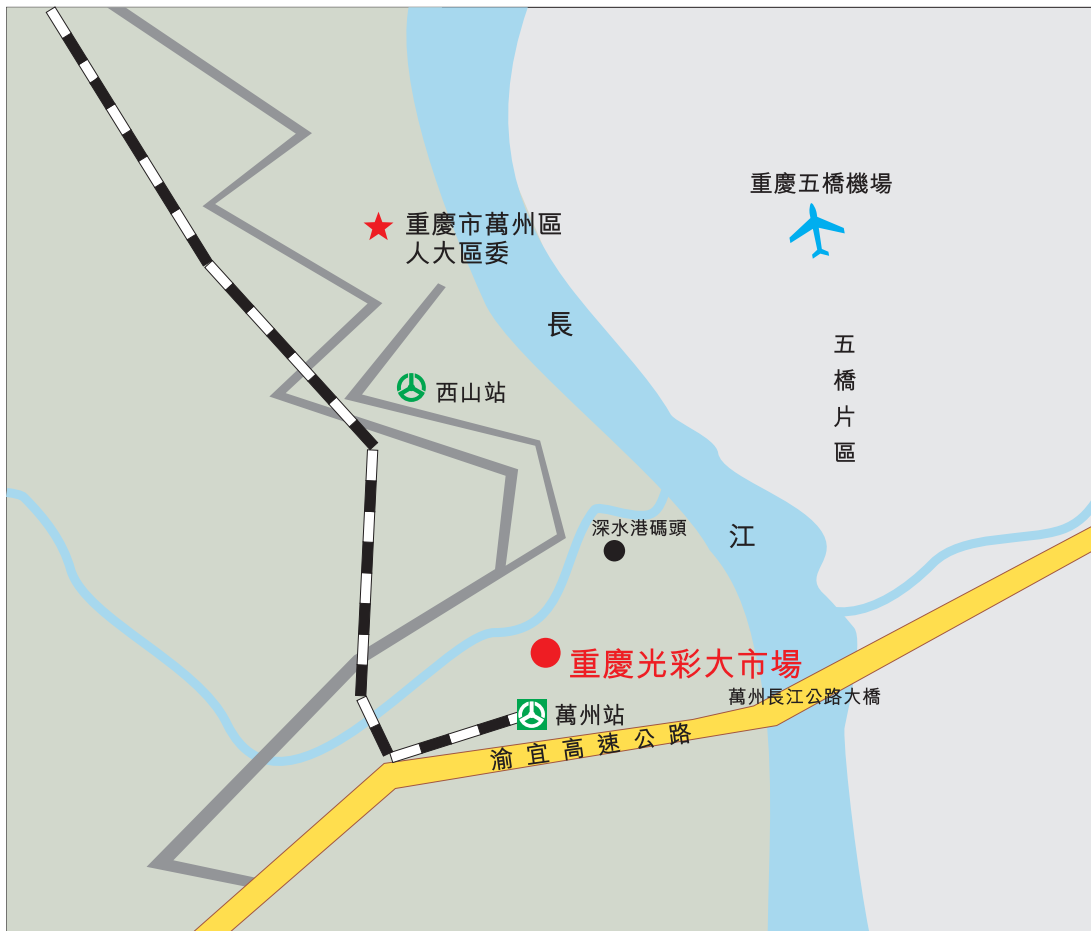 重慶五橋機場
重慶市萬州區
人大區委
長
江
五橋片區
西山站
深水港碼頭
重慶光彩大市場
萬州長江公路大橋
萬州站
渝宜高速公路